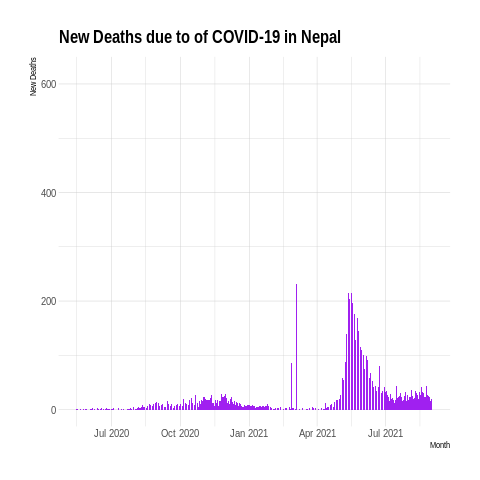 New Deaths due to of COVID-19 in Nepal
New Deaths
600
400
200
0
Jul 2020 Oct 2020 Jan 2021 Apr 2021 Jul 2021
Month